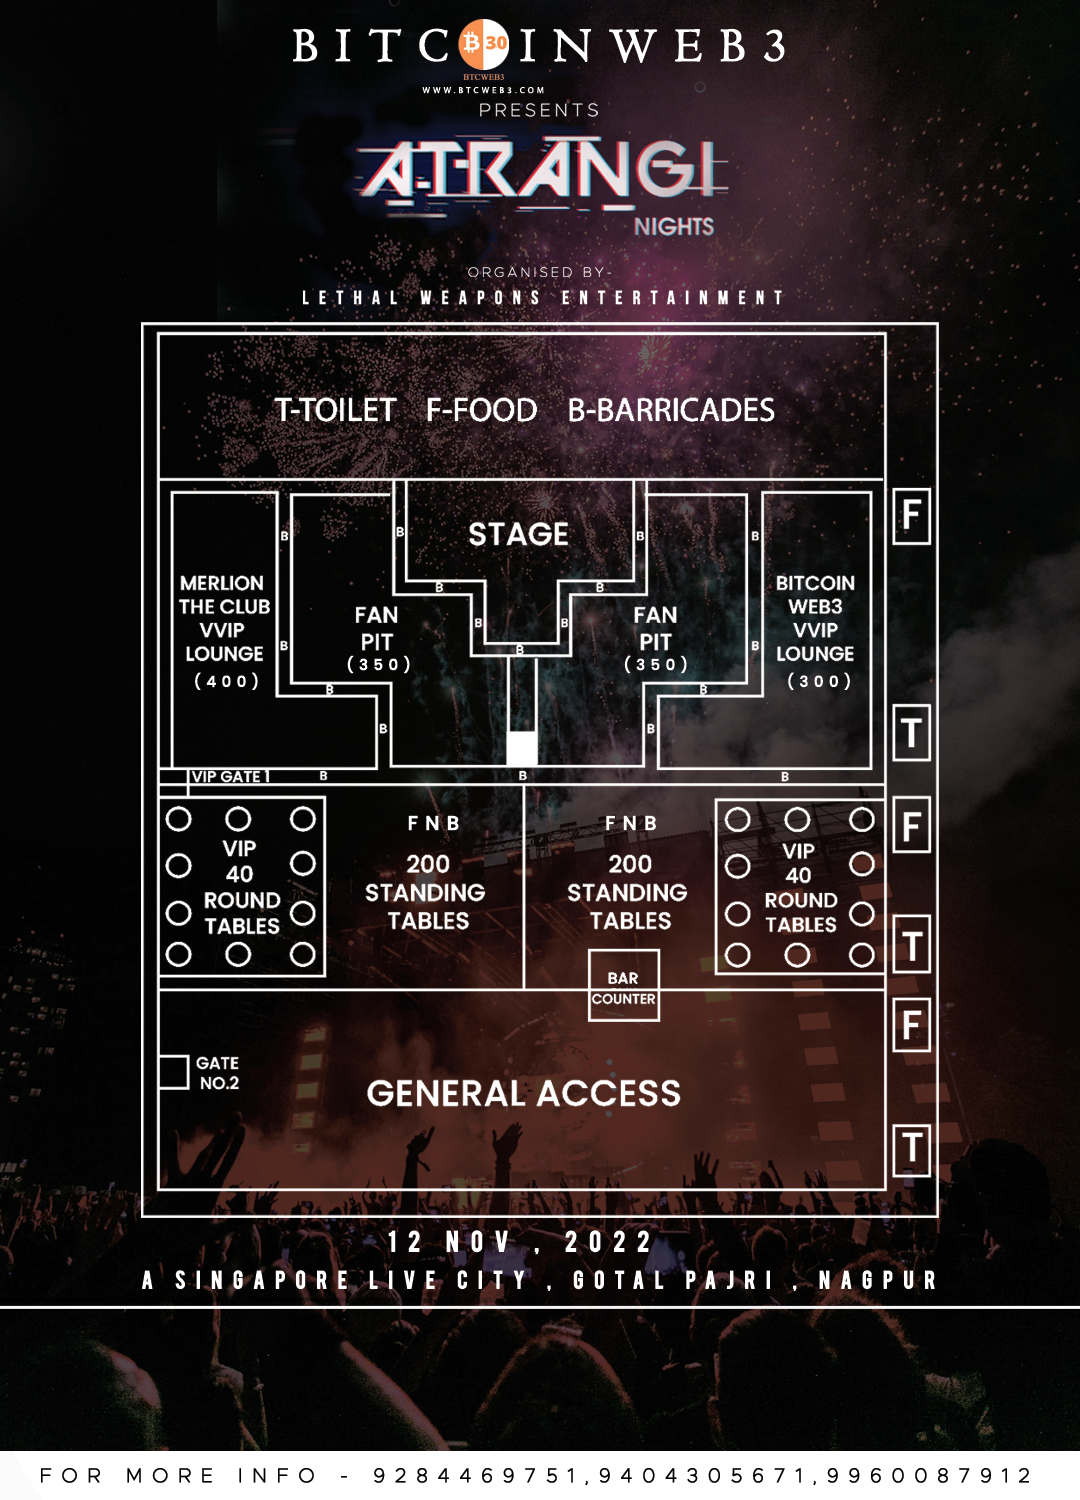 BITCOINWEB3
₿30
BTCWEB3
WWW.BTCWEB3.COM
PRESENTS
ATRANGI
NIGHTS
ORGANISED BY-
LETHAL WEAPONS ENTERTAINMENT
T-TOILET F-FOOD B-BARRICADES
F
STAGE
B
B
B
B
B
B
MERLION
THE CLUB
VVIP
LOUNGE
(400)
B
B
B
B
FAN
PIT
(350)
B
B
B
FAN
PIT
(350)
B
B
B
B
BITCOIN
WEB3
VVIP
LOUNGE
(300)
T
VIP GATE 1
B
B
B
F
VIP
40
ROUND
TABLES
FNB
200
STANDING
TABLES
FNB
200
STANDING
TABLES
VIP
40
ROUND
TABLES
T
BAR
COUNTER
F
GATE
NO.2
GENERAL ACCESS
T
12 NOV , 2022
A SINGAPORE LIVE CITY , GOTAL PAJRI , NAGPUR
FOR MORE INFO - 9284469751,9404305671,9960087912